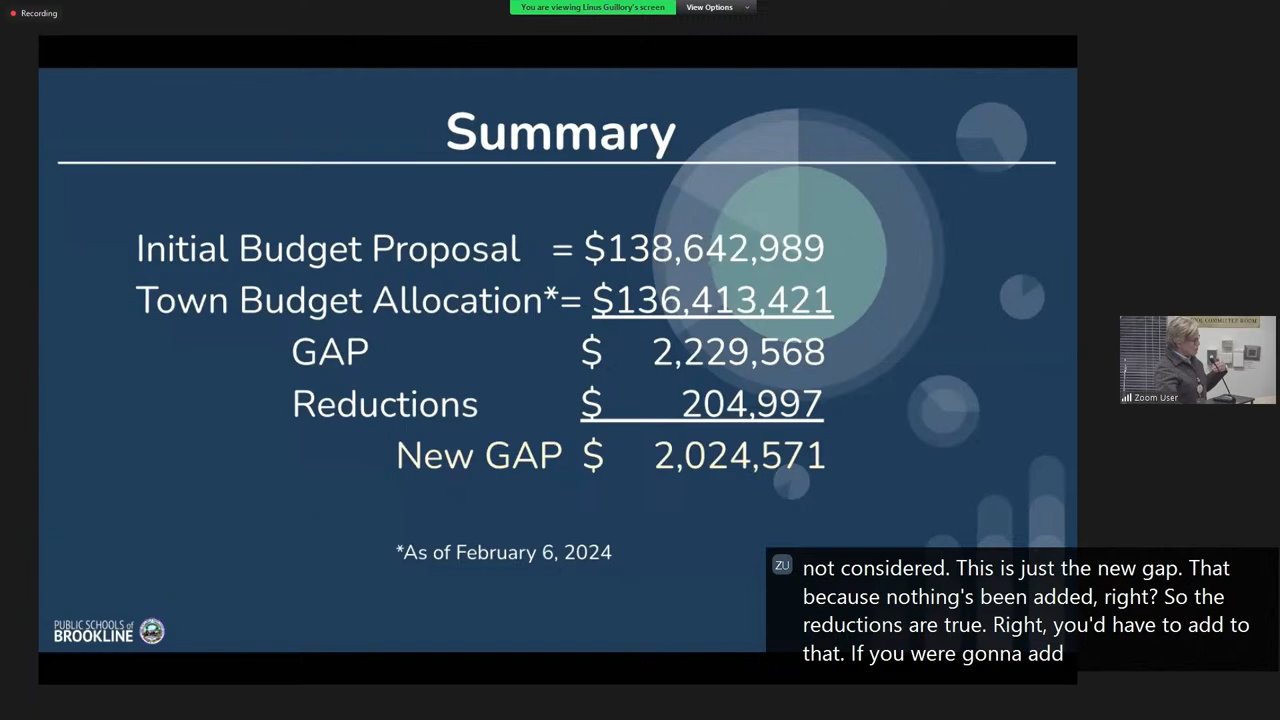 Recording
You are viewing Linus Guillory's screen
View Options
Summary
Initial Budget Proposal = $138,642,989
Town Budget Allocation*= $136,413,421
GAP $ 2,229,568
Reductions $ 204,997
New GAP $ 2,024,571
*As of February 6, 2024
PUBLIC SCHOOLS of
BROOKLINE
COMMITTEE ROOM
Zoom User
ZU
not considered. This is just the new gap. That
because nothing's been added, right? So the
reductions are true. Right, you'd have to add to
that. If you were gonna add